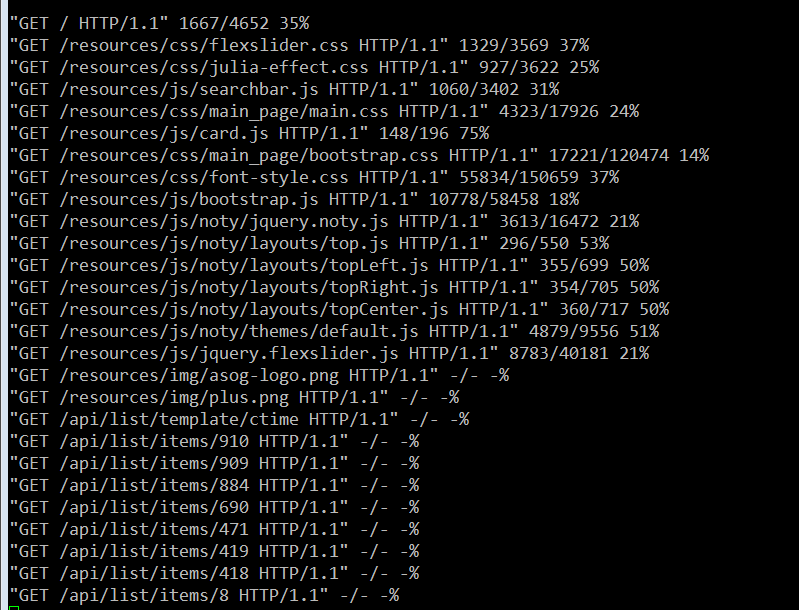 "GET / HTTP/1.1" 1667/4652 35%
"GET /resources/css/flexslider.css HTTP/1.1" 1329/3569 37%
"GET /resources/css/julia-effect.css HTTP/1.1" 927/3622 25%
"GET /resources/js/searchbar.js HTTP/1.1" 1060/3402 31%
"GET /resources/css/main_page/main.css HTTP/1.1" 4323/17926 24%
"GET /resources/js/card.js HTTP/1.1" 148/196 75%
"GET /resources/css/main_page/bootstrap.css HTTP/1.1" 17221/120474 14%
"GET /resources/css/font-style.css HTTP/1.1" 55834/150659 37%
"GET /resources/js/bootstrap.js HTTP/1.1" 10778/58458 18%
"GET /resources/js/noty/jquery.noty.js HTTP/1.1" 3613/16472 21%
"GET /resources/js/noty/layouts/top.js HTTP/1.1" 296/550 53%
"GET /resources/js/noty/layouts/topLeft.js HTTP/1.1" 355/699 50%
"GET /resources/js/noty/layouts/topRight.js HTTP/1.1" 354/705 50%
"GET /resources/js/noty/layouts/topCenter.js HTTP/1.1" 360/717 50%
"GET /resources/js/noty/themes/default.js HTTP/1.1" 4879/9556 51%
"GET /resources/js/jquery.flexslider.js HTTP/1.1" 8783/40181 21%
"GET /resources/img/asog-logo.png HTTP/1.1" -/- -%
"GET /resources/img/plus.png HTTP/1.1" -/- -%
"GET /api/list/template/ctime HTTP/1.1" -/- -%
"GET /api/list/items/910 HTTP/1.1" -/- -%
"GET /api/list/items/909 HTTP/1.1" -/- -%
"GET /api/list/items/884 HTTP/1.1" -/- -%
"GET /api/list/items/690 HTTP/1.1" -/- -%
"GET /api/list/items/471 HTTP/1.1" -/- -%
"GET /api/list/items/419 HTTP/1.1" -/- -%
"GET /api/list/items/418 HTTP/1.1" -/- -%
"GET /api/list/items/8 HTTP/1.1" -/- -%